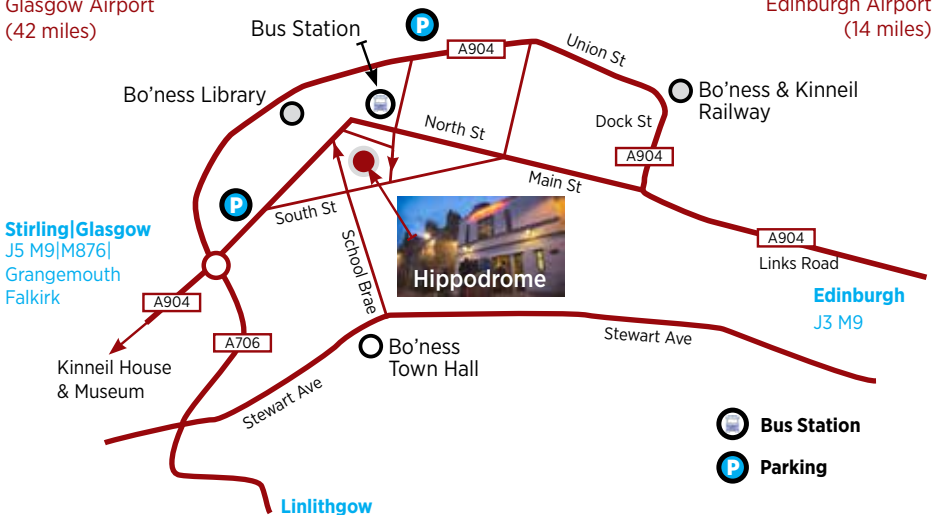 Glasgow Airport
(42 miles)
Edinburgh Airport
(14 miles)
Bus Station
P
A904
Union St
Bo'ness Library
Bo'ness & Kinneil
Railway
North St
Dock St
A904
Main St
P
South St
Stirling|Glasgow
J5 M9|M876|
Grangemouth
Falkirk
School Brae
Hippodrome
A904
Links Road
Edinburgh
J3 M9
A904
A706
Kinneil House
& Museum
Bo'ness
Town Hall
Stewart Ave
Stewart Ave
Bus Station
P
Parking
Linlithgow